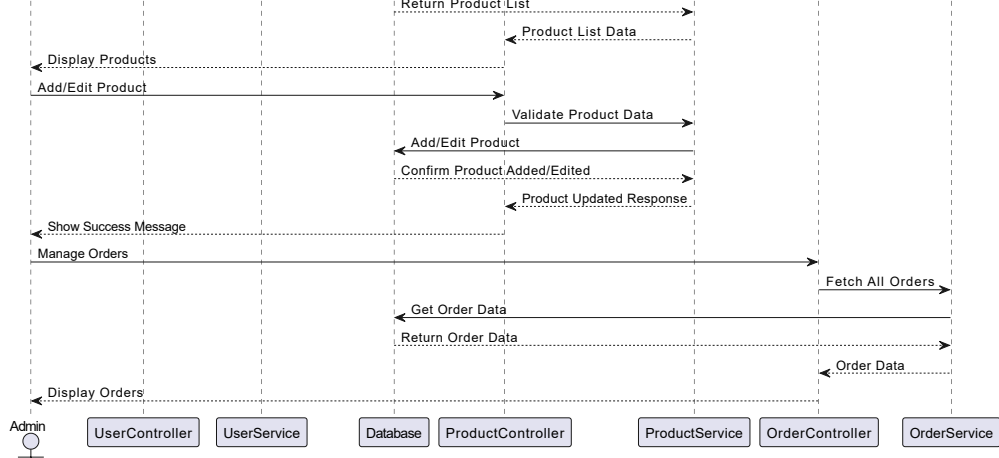 Return Product List
Product List Data
Display Products
Add/Edit Product
Validate Product Data
Add/Edit Product
Confirm Product Added/Edited
Product Updated Response
Show Success Message
Manage Orders
Fetch All Orders
Get Order Data
Return Order Data
Order Data
Display Orders
Admin
UserController
UserService
Database
ProductController
ProductService
OrderController
OrderService